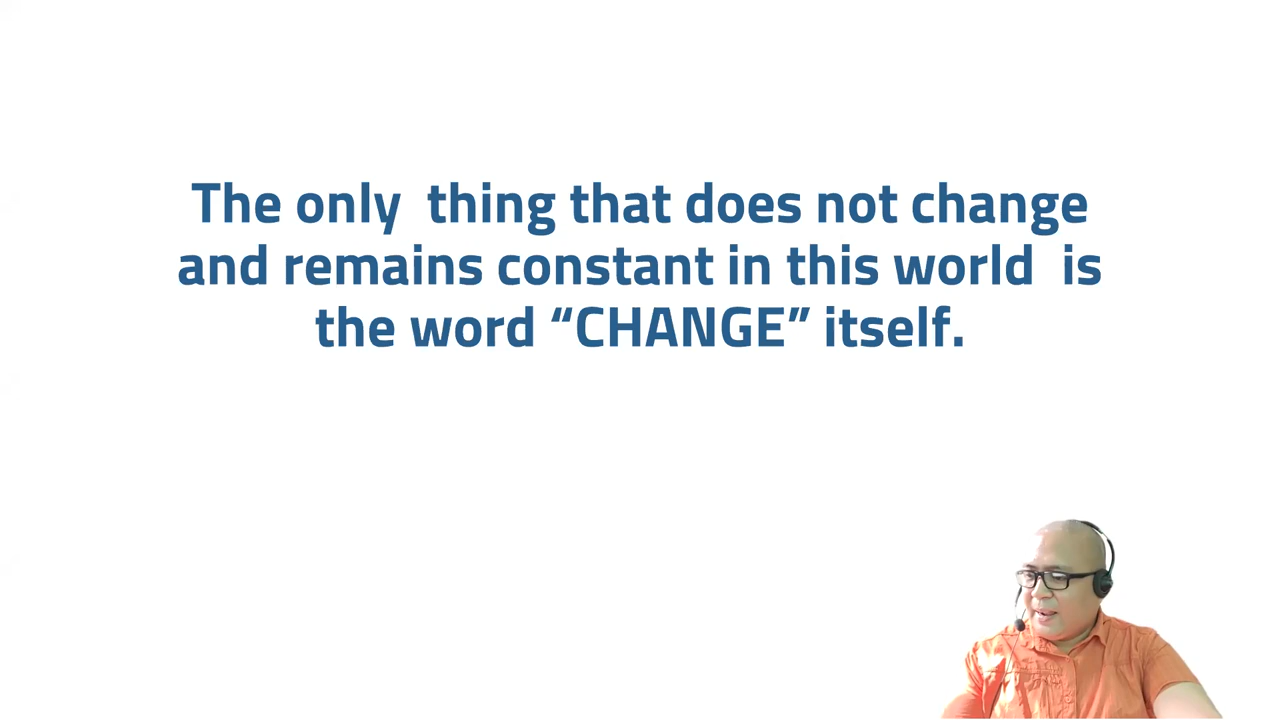 The only  thing that does not change
and remains constant in this world  is
the word “CHANGE” itself.